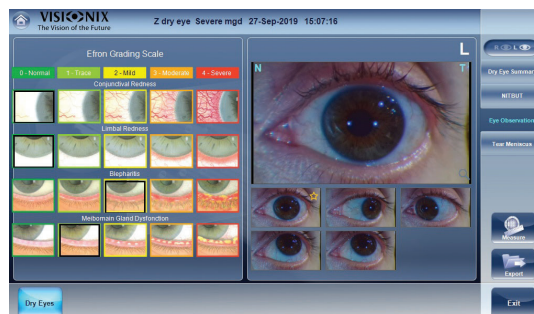 VISIONIX
The Vision of the Future
Z dry eye Severe mgd 27-Sep-2019 15:07:16
Efron Grading Scale
0 - Normal 1 - Trace 2 - Mild 3 - Moderate 4 - Severe
Conjunctival Redness
Limbal Redness
Blepharitis
Meibomain Gland Dysfonction
L
N T
R L
Dry Eye Summar
NITBUT
Eye Observation
Tear Meniscus
Measure
Export
Dry Eyes
Exit